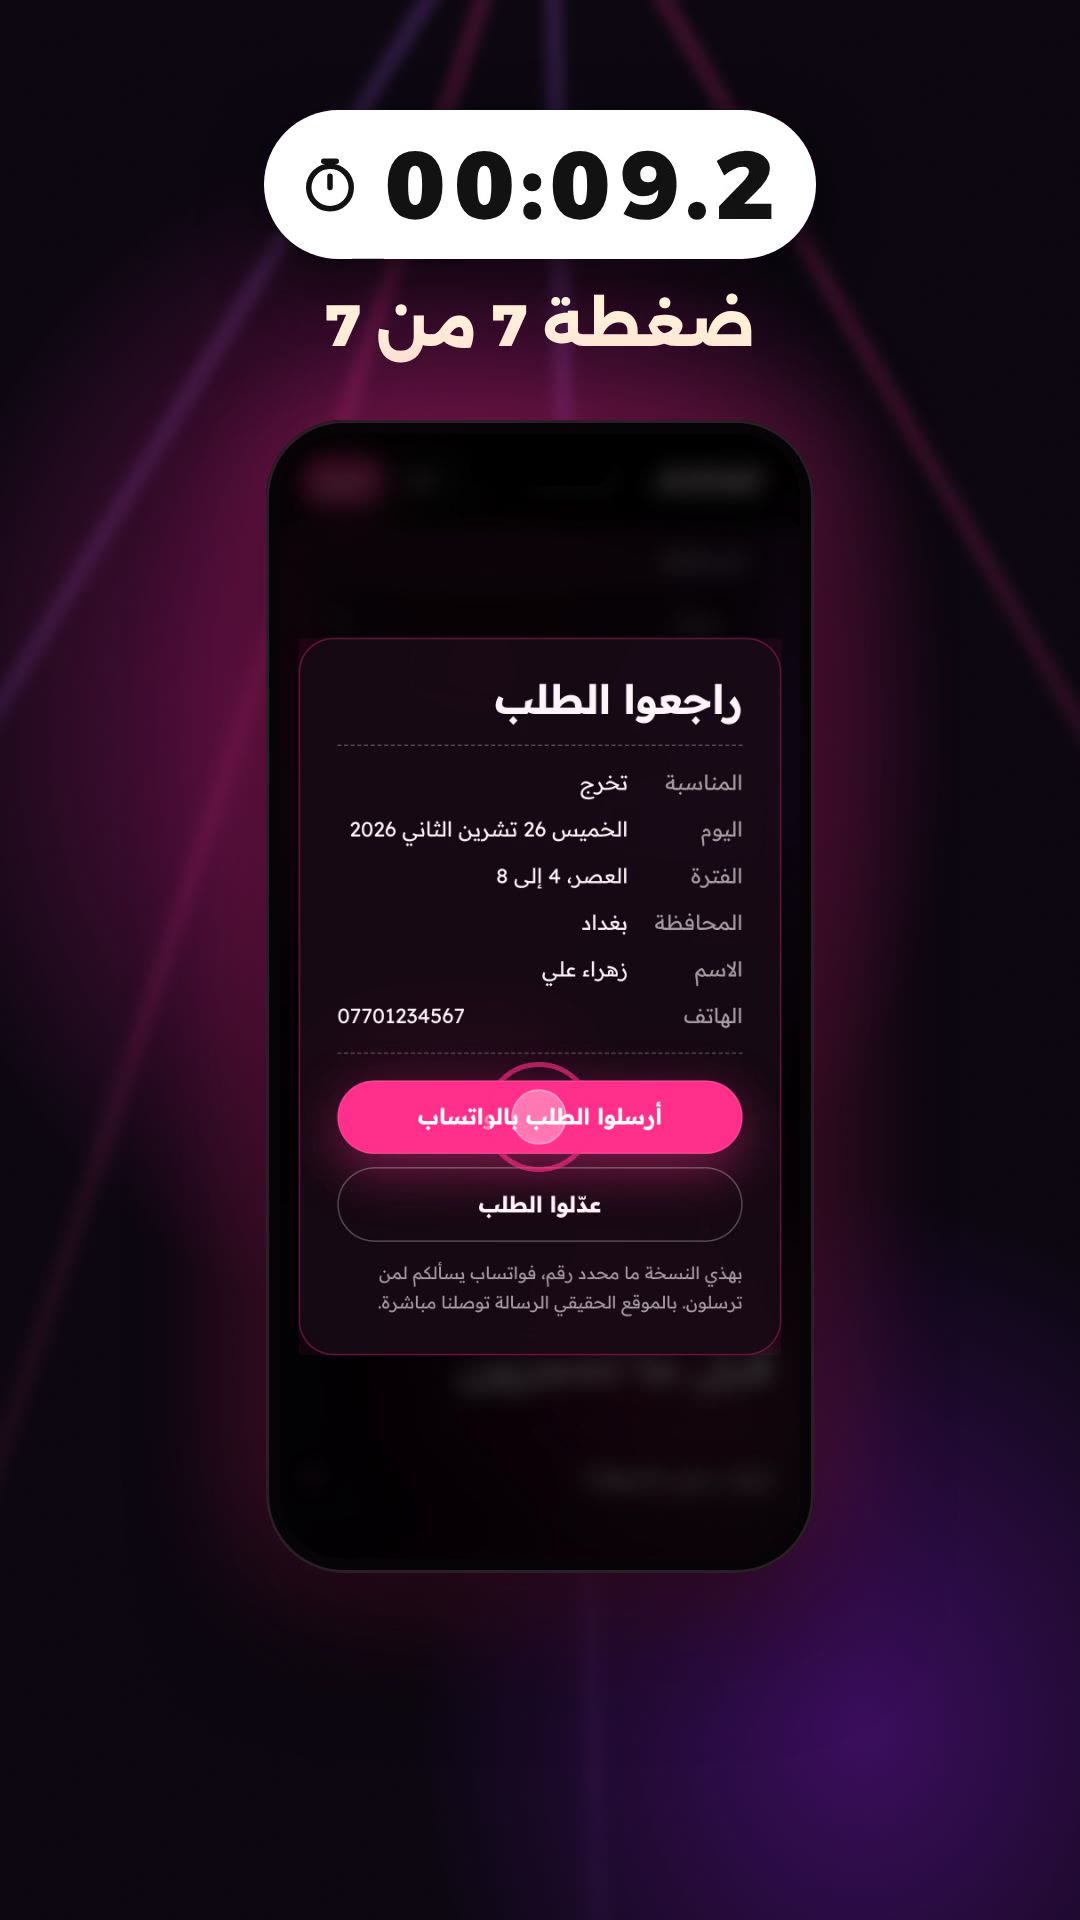 00:09.2
ضغطة 7 من 7
راجعوا الطلب
المناسبة تخرج
اليوم الخميس 26 تشرين الثاني 2026
الفترة العصر، 4 إلى 8
المحافظة بغداد
الاسم زهراء علي
الهاتف 07701234567
أرسلوا الطلب بالواتساب
عدّلوا الطلب
بهذي النسخة ما محدد رقم، فواتساب يسألكم لمن
ترسلون. بالموقع الحقيقي الرسالة توصلنا مباشرة.